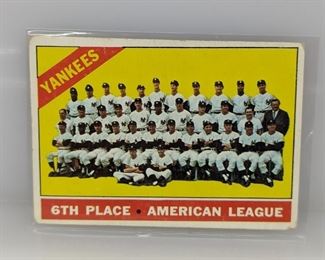 YANKEES
6TH PLACE • AMERICAN LEAGUE